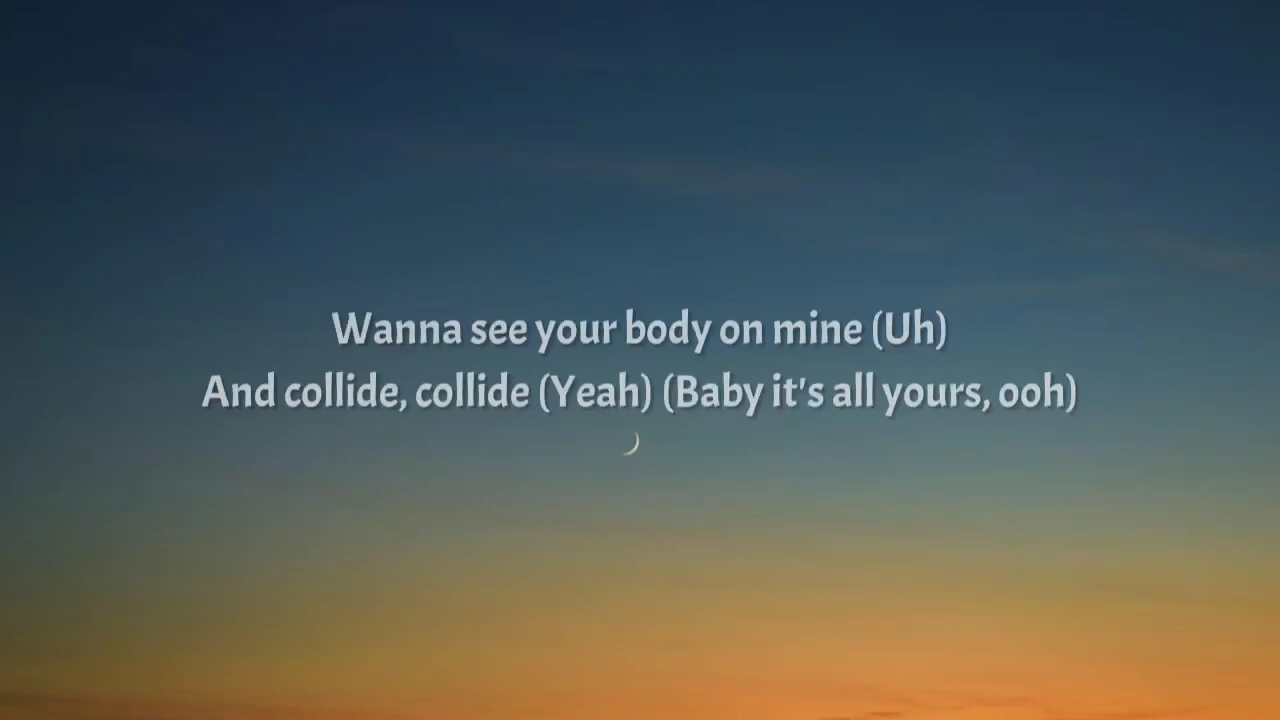 Wanna see your body on mine (Uh)
And collide, collide (Yeah) (Baby it's all yours, ooh)